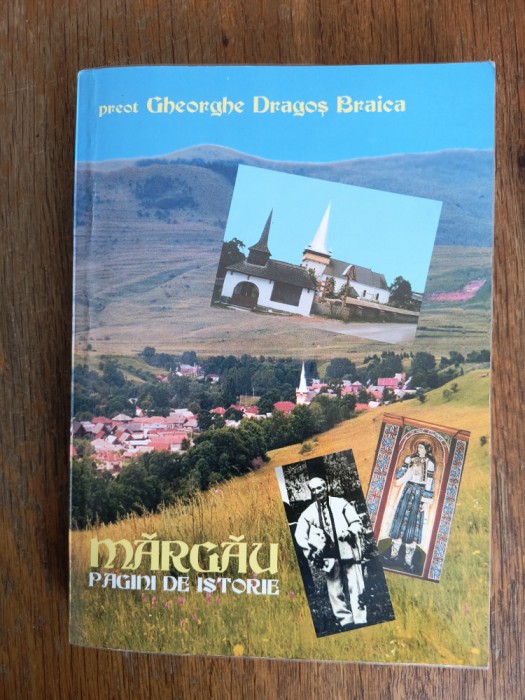 preot Gheorghe Dragoș Braica
MĂRGĂU
PAGINI DE ISTORIE